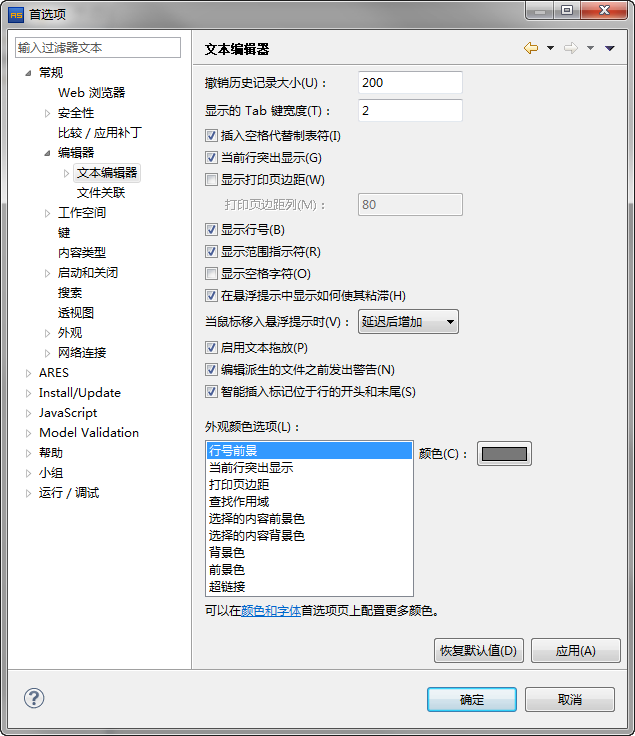 首选项
输入过滤器文本
常规
Web 浏览器
安全性
比较 / 应用补丁
编辑器
文本编辑器
文件关联
工作空间
键
内容类型
启动和关闭
搜索
透视图
外观
网络连接
ARES
Install/Update
JavaScript
Model Validation
帮助
小组
运行 / 调试
文本编辑器
撤销历史记录大小(U)： 200
显示的 Tab 键宽度(T)： 2
插入空格代替制表符(I)
当前行突出显示(G)
显示打印页边距(W)
打印页边距列(M)： 80
显示行号(B)
显示范围指示符(R)
显示空格字符(O)
在悬浮提示中显示如何使其粘滞(H)
当鼠标移入悬浮提示时(V)： 延迟后增加
启用文本拖放(P)
编辑派生的文件之前发出警告(N)
智能插入标记位于行的开头和末尾(S)
外观颜色选项(L)：
行号前景
当前行突出显示
打印页边距
查找作用域
选择的内容前景色
选择的内容背景色
背景色
前景色
超链接
颜色(C)：
可以在颜色和字体首选项页上配置更多颜色。
恢复默认值(D) 应用(A)
? 确定 取消